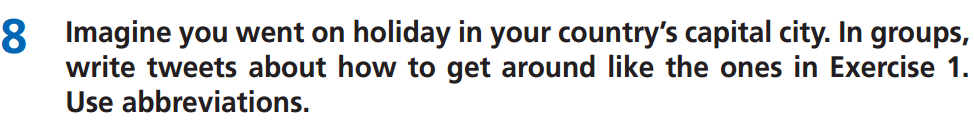 8 Imagine you went on holiday in your country's capital city. In groups,
write tweets about how to get around like the ones in Exercise 1.
Use abbreviations.